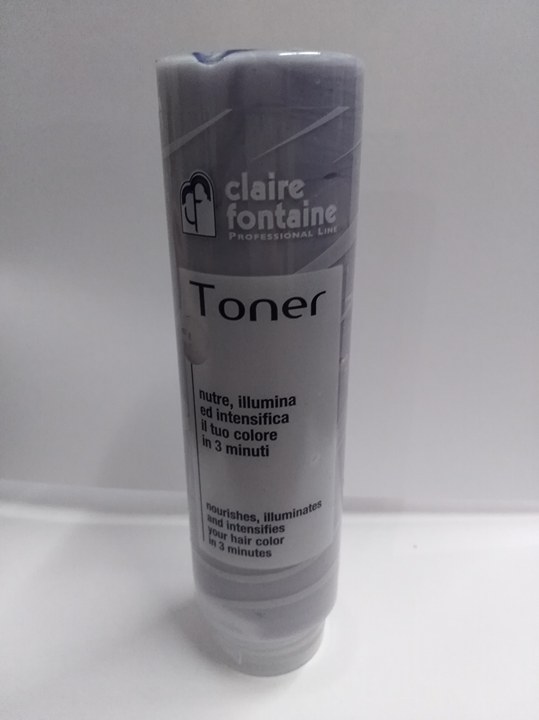 claire
fontaine
PROFESSIONAL LINE
Toner
nutre, illumina
ed intensifica
il tuo colore
in 3 minuti
nourishes, illuminates
and intensifies
your hair color
in 3 minutes